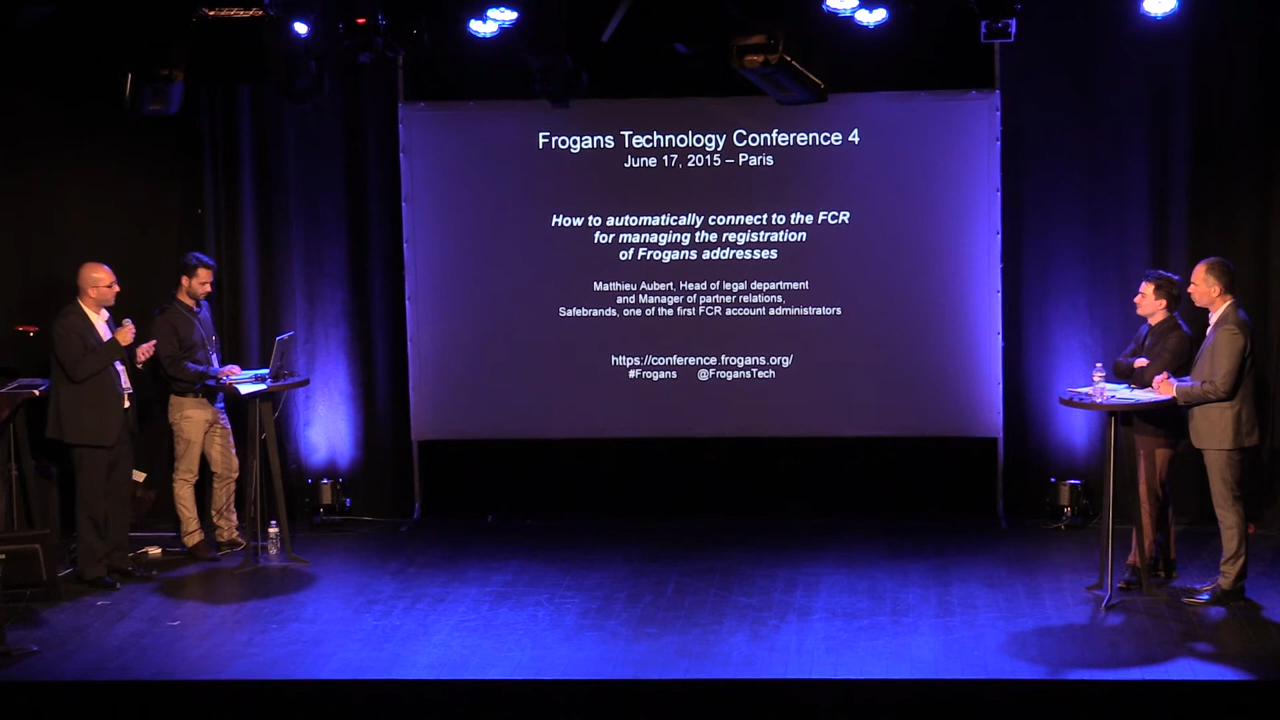 Frogans Technology Conference 4
June 17, 2015 – Paris
How to automatically connect to the FCR
for managing the registration
of Frogans addresses
Matthieu Aubert, Head of legal department
and Manager of partner relations,
Safebrands, one of the first FCR account administrators
https://conference.frogans.org/
#Frogans @FrogansTech